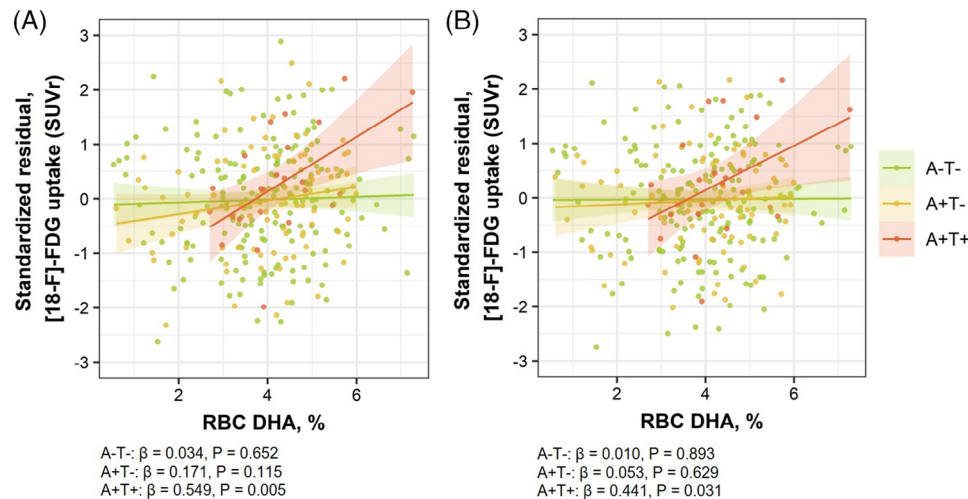 (A)
Standardized residual,
[18-F]-FDG uptake (SUVr)
3
2
1
0
-1
-2
-3
2
4
6
RBC DHA, %
A-T-: β = 0.034, P = 0.652
A+T-: β = 0.171, P = 0.115
A+T+: β = 0.549, P = 0.005
(B)
Standardized residual,
[18-F]-FDG uptake (SUVr)
3
2
1
0
-1
-2
-3
2
4
6
RBC DHA, %
A-T-: β = 0.010, P = 0.893
A+T-: β = 0.053, P = 0.629
A+T+: β = 0.441, P = 0.031
A-T-
A+T-
A+T+